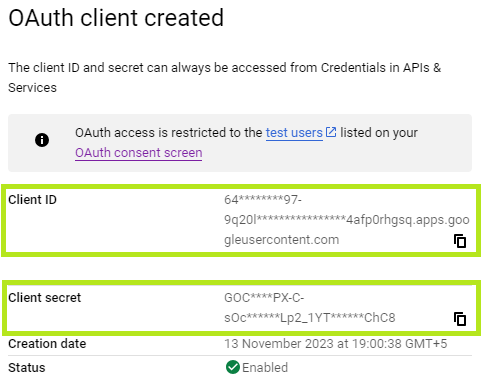 OAuth client created
The client ID and secret can always be accessed from Credentials in APIs &
Services
OAuth access is restricted to the test users listed on your
OAuth consent screen
Client ID
64********97-
9q20l****************4afp0rhgsq.apps.goo
gleusercontent.com
Client secret
GOC****PX-C-
sOc******Lp2_1YT******ChC8
Creation date 13 November 2023 at 19:00:38 GMT+5
Status Enabled